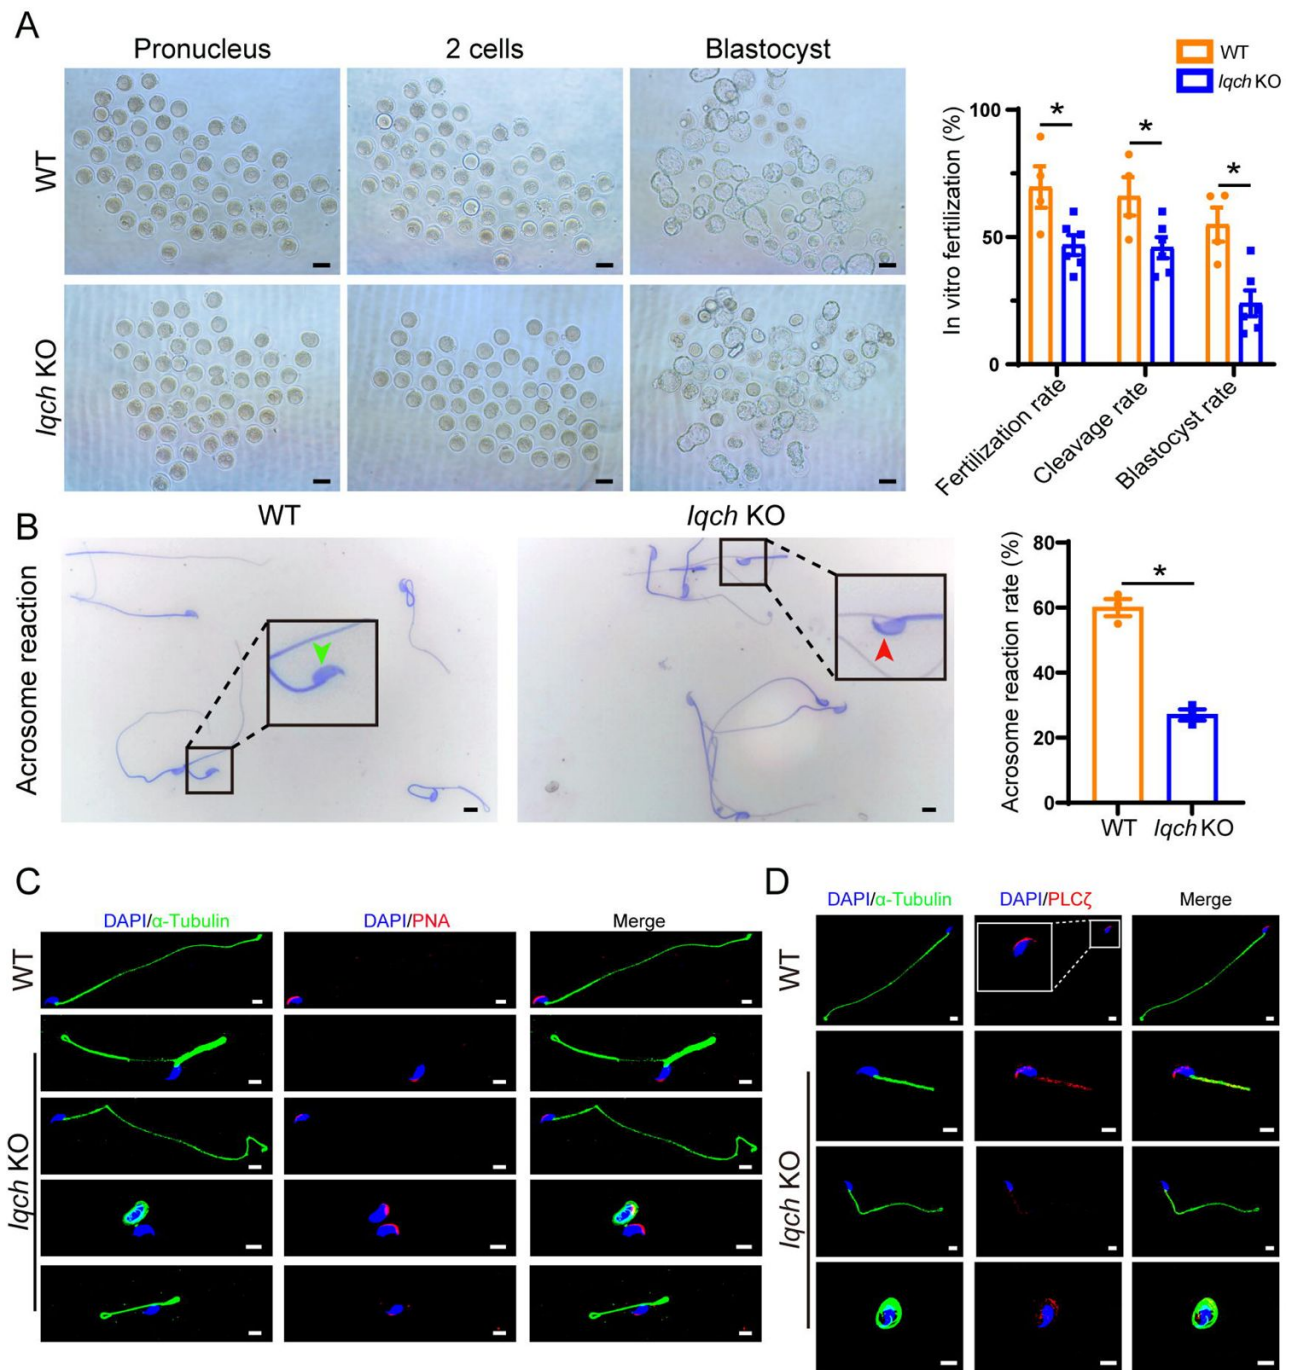 A
Pronucleus
2 cells
Blastocyst
WT
Iqch KO
WT
Iqch KO
In vitro fertilization (%)
100
50
0
*
*
*
Fertilization rate
Cleavage rate
Blastocyst rate
B
WT
Iqch KO
Acrosome reaction
Acrosome reaction rate (%)
80
60
40
20
0
*
WT
Iqch KO
C
DAPI/α-Tubulin
DAPI/PNA
Merge
WT
Iqch KO
D
DAPI/α-Tubulin
DAPI/PLCζ
Merge
WT
Iqch KO